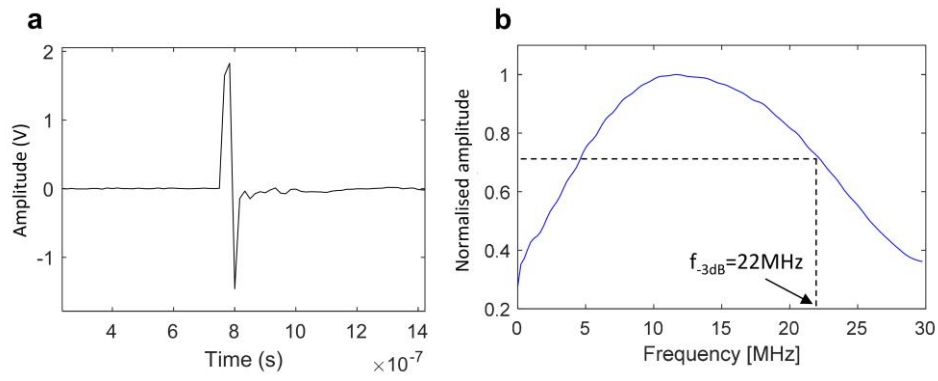 a
2
1
0
-1
Amplitude (V)
4 6 8 10 12 14
Time (s)
×10⁻⁷
b
1
0.8
0.6
0.4
0.2
Normalised amplitude
f-3dB=22MHz
0 5 10 15 20 25 30
Frequency [MHz]